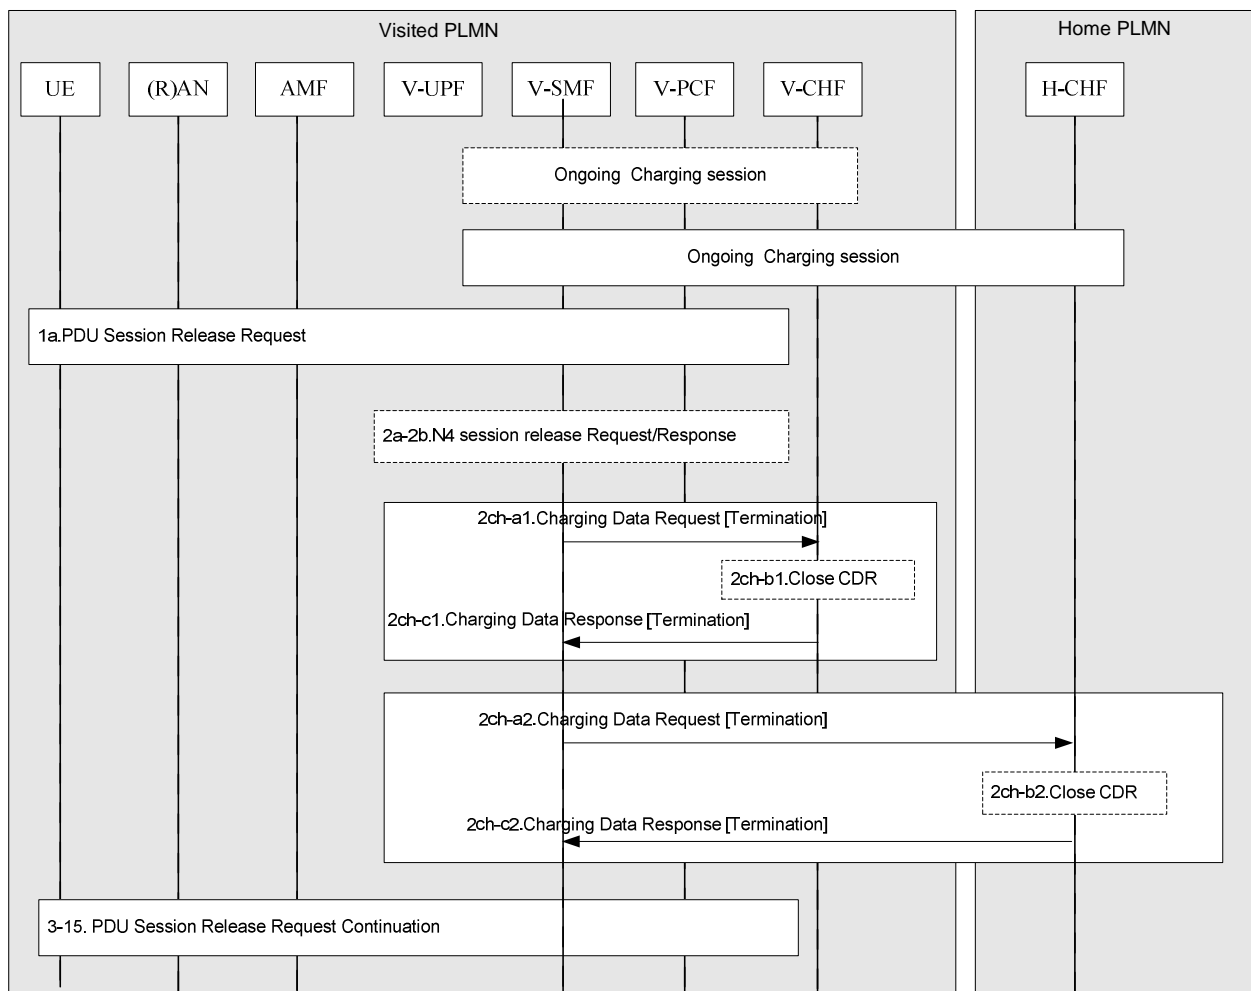 Visited PLMN
Home PLMN
UE
(R)AN
AMF
V-UPF
V-SMF
V-PCF
V-CHF
H-CHF
Ongoing Charging session
Ongoing Charging session
1a.PDU Session Release Request
2a-2b.N4 session release Request/Response
2ch-a1.Charging Data Request [Termination]
2ch-b1.Close CDR
2ch-c1.Charging Data Response [Termination]
2ch-a2.Charging Data Request [Termination]
2ch-b2.Close CDR
2ch-c2.Charging Data Response [Termination]
3-15. PDU Session Release Request Continuation